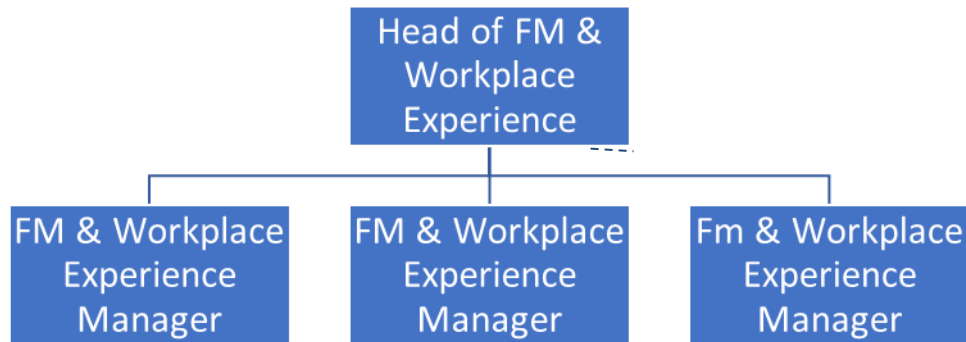 Head of FM &
Workplace
Experience
FM & Workplace
Experience
Manager
FM & Workplace
Experience
Manager
Fm & Workplace
Experience
Manager